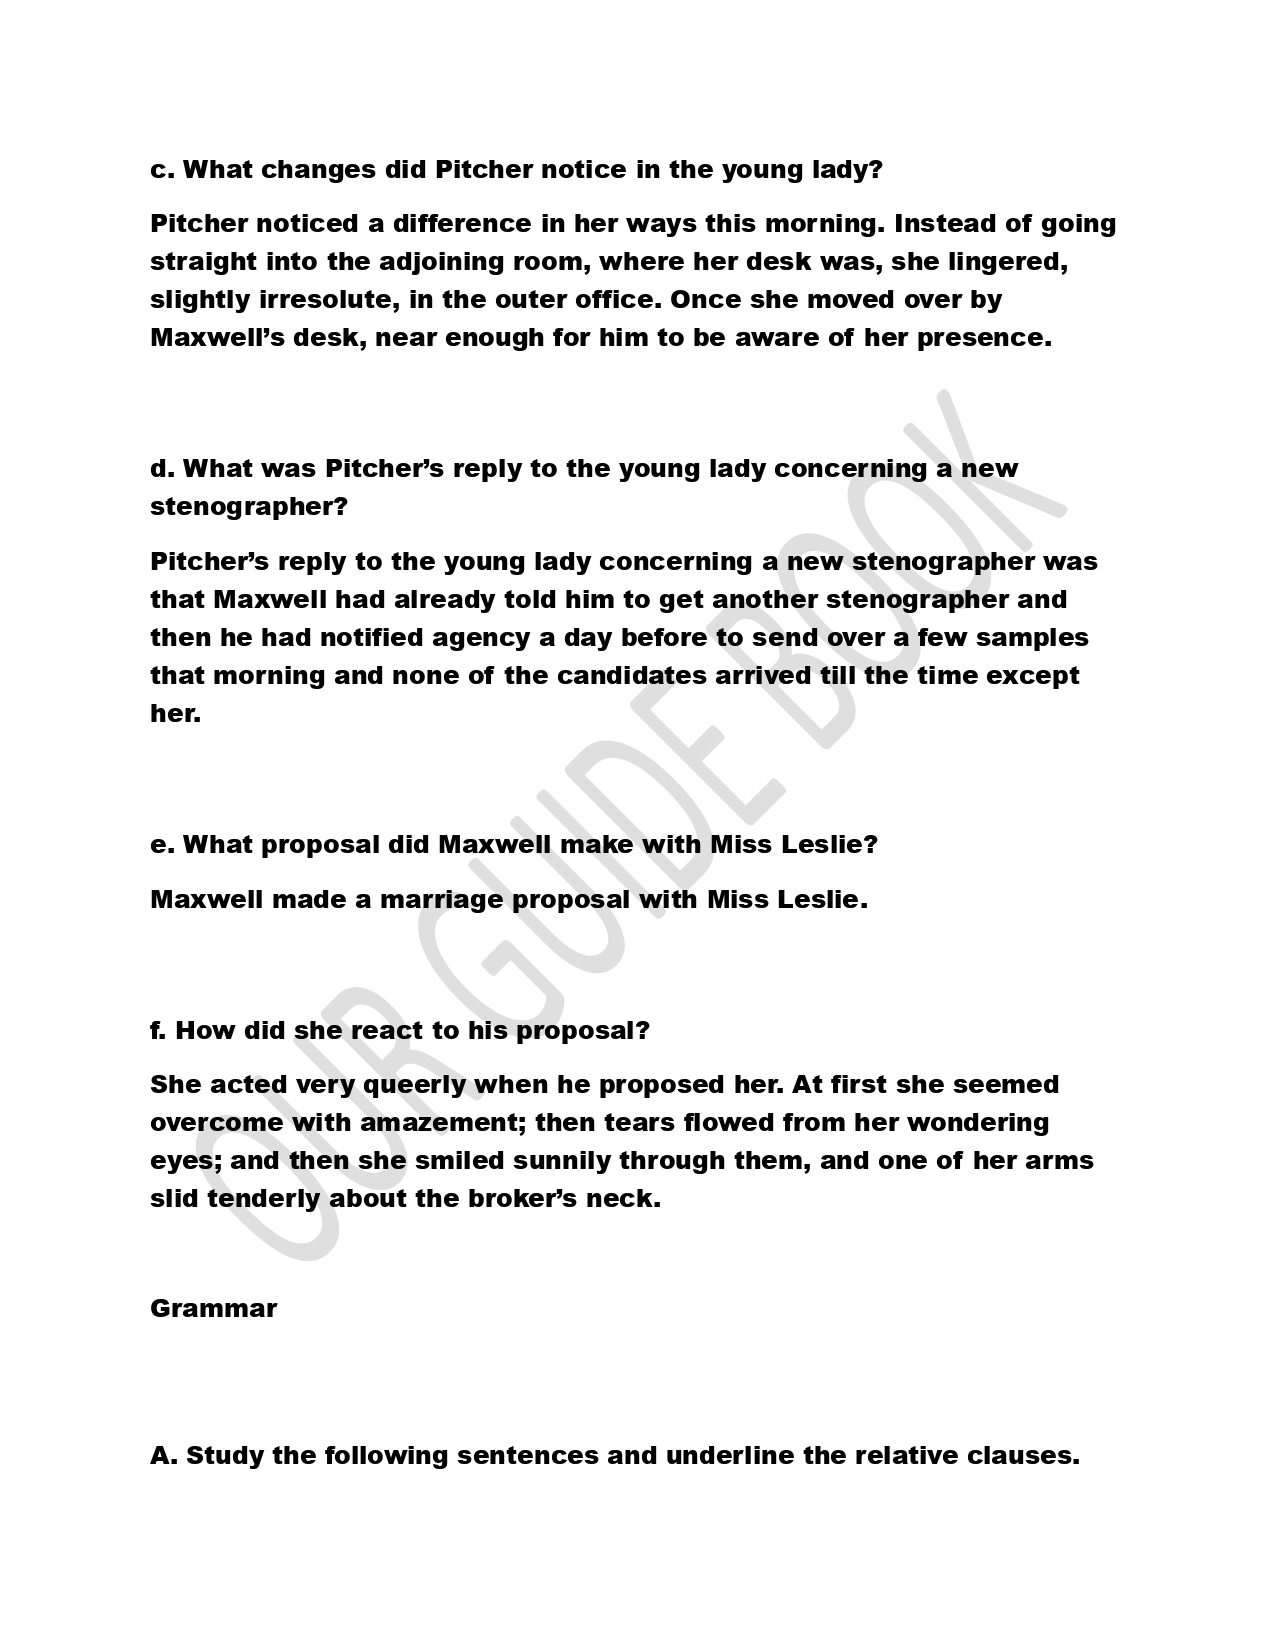 c. What changes did Pitcher notice in the young lady?
Pitcher noticed a difference in her ways this morning. Instead of going
straight into the adjoining room, where her desk was, she lingered,
slightly irresolute, in the outer office. Once she moved over by
Maxwell’s desk, near enough for him to be aware of her presence.
d. What was Pitcher’s reply to the young lady concerning a new
stenographer?
Pitcher’s reply to the young lady concerning a new stenographer was
that Maxwell had already told him to get another stenographer and
then he had notified agency a day before to send over a few samples
that morning and none of the candidates arrived till the time except
her.
e. What proposal did Maxwell make with Miss Leslie?
Maxwell made a marriage proposal with Miss Leslie.
f. How did she react to his proposal?
She acted very queerly when he proposed her. At first she seemed
overcome with amazement; then tears flowed from her wondering
eyes; and then she smiled sunnily through them, and one of her arms
slid tenderly about the broker’s neck.
Grammar
A. Study the following sentences and underline the relative clauses.
OUR GUIDE BOOK